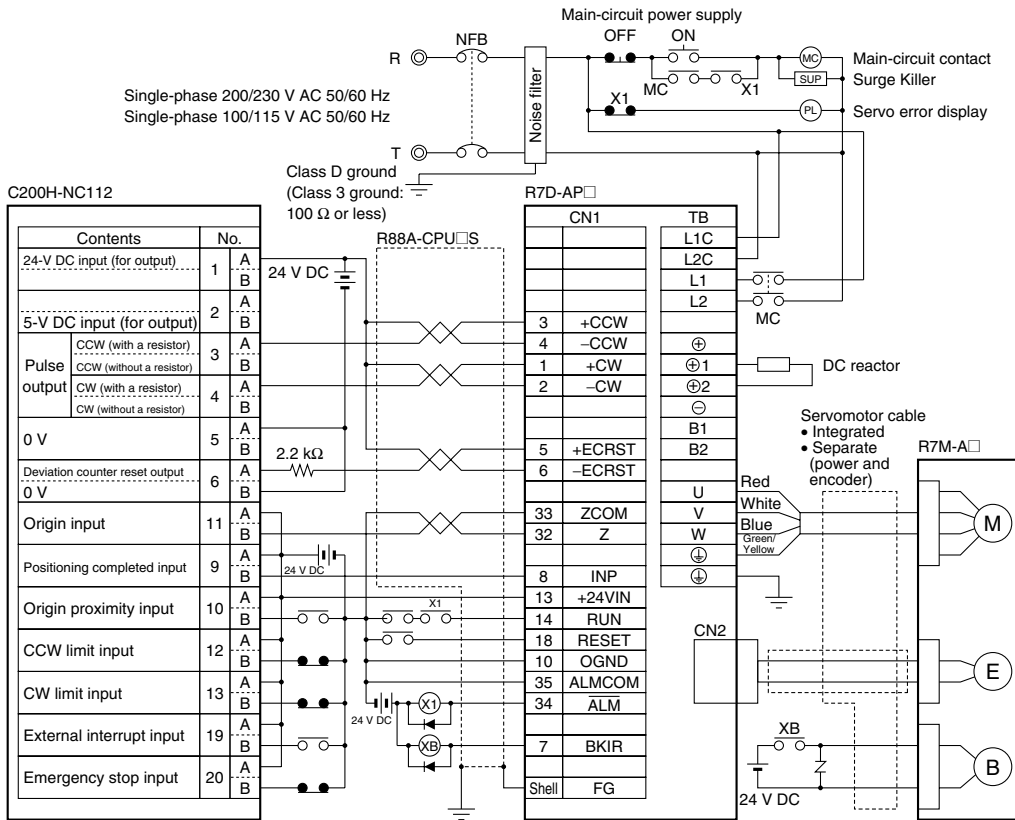 Main-circuit power supply
OFF ON
R NFB
MC Main-circuit contact
MC X1 SUP Surge Killer
Noise filter
Single-phase 200/230 V AC 50/60 Hz
Single-phase 100/115 V AC 50/60 Hz
X1 PL Servo error display
T
Class D ground
(Class 3 ground:
100 Ω or less)
C200H-NC112
R7D-AP□
R88A-CPU□S
Contents No.
24-V DC input (for output) 1 A
B
5-V DC input (for output) 2 A
B
Pulse output
CCW (with a resistor) 3 A
CCW (without a resistor) B
CW (with a resistor) 4 A
CW (without a resistor) B
0 V 5 A
B
Deviation counter reset output 6 A
0 V B
Origin input 11 A
B
Positioning completed input 9 A
B
Origin proximity input 10 A
B
CCW limit input 12 A
B
CW limit input 13 A
B
External interrupt input 19 A
B
Emergency stop input 20 A
B
24 V DC
2.2 kΩ
24 V DC
X1
24 V DC
X1
XB
CN1
3 +CCW
4 −CCW
1 +CW
2 −CW
5 +ECRST
6 −ECRST
33 ZCOM
32 Z
8 INP
13 +24VIN
14 RUN
18 RESET
10 OGND
35 ALMCOM
34 ALM
7 BKIR
Shell FG
TB
L1C
L2C
L1
L2
MC
+
+1
+2
−
B1
B2
U
V
W
DC reactor
Red
White
Blue
Green/
Yellow
CN2
Servomotor cable
• Integrated
• Separate
(power and
encoder)
R7M-A□
M
E
XB
B
24 V DC